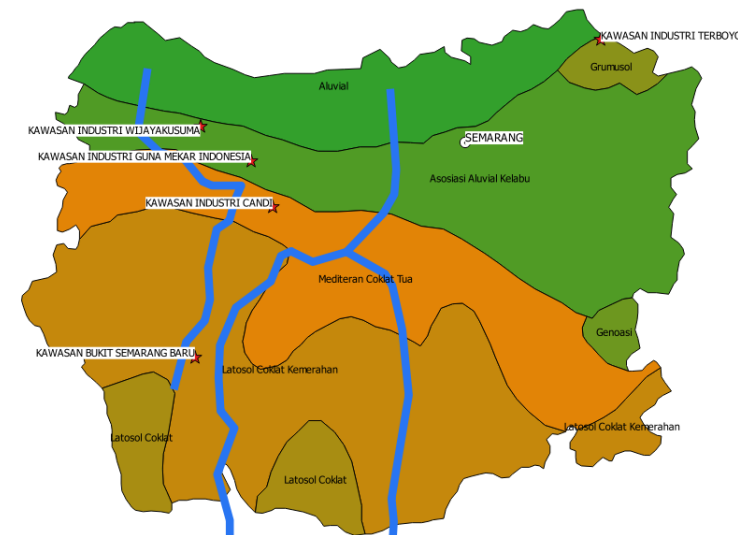 KAWASAN INDUSTRI TERBOYO
Grumusol
Aluvial
KAWASAN INDUSTRI WIJAYAKUSUMA
SEMARANG
KAWASAN INDUSTRI GUNA MEKAR INDONESIA
Asosiasi Aluvial Kelabu
KAWASAN INDUSTRI CANDI
Mediteran Coklat Tua
Genoasi
KAWASAN BUKIT SEMARANG BARU
Latosol Coklat Kemerahan
Latosol Coklat Kemerahan
Latosol Coklat
Latosol Coklat